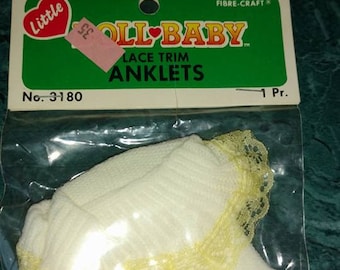 FIBRE-CRAFT
Little
35
DOLL BABY
LACE TRIM
ANKLETS
No. 3180 1 Pr.